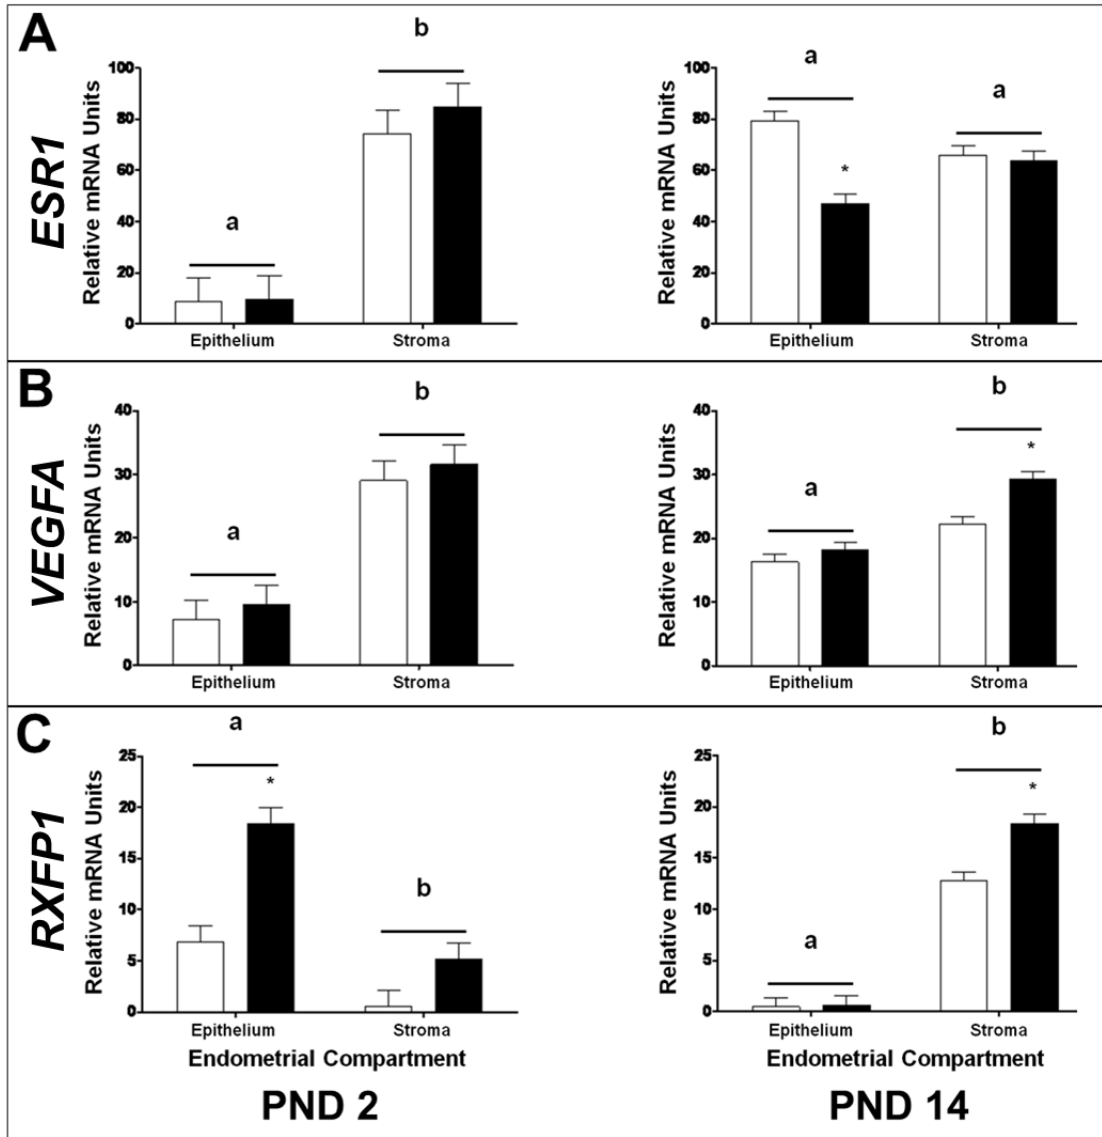 A
ESR1
Relative mRNA Units
100
80
60
40
20
0
a
b
Epithelium
Stroma
Relative mRNA Units
100
80
60
40
20
0
a
*
a
Epithelium
Stroma
B
VEGFA
Relative mRNA Units
40
30
20
10
0
a
b
Epithelium
Stroma
Relative mRNA Units
40
30
20
10
0
a
b
*
Epithelium
Stroma
C
RXFP1
Relative mRNA Units
25
20
15
10
5
0
a
*
b
Epithelium
Stroma
Endometrial Compartment
PND 2
Relative mRNA Units
25
20
15
10
5
0
a
b
*
Epithelium
Stroma
Endometrial Compartment
PND 14